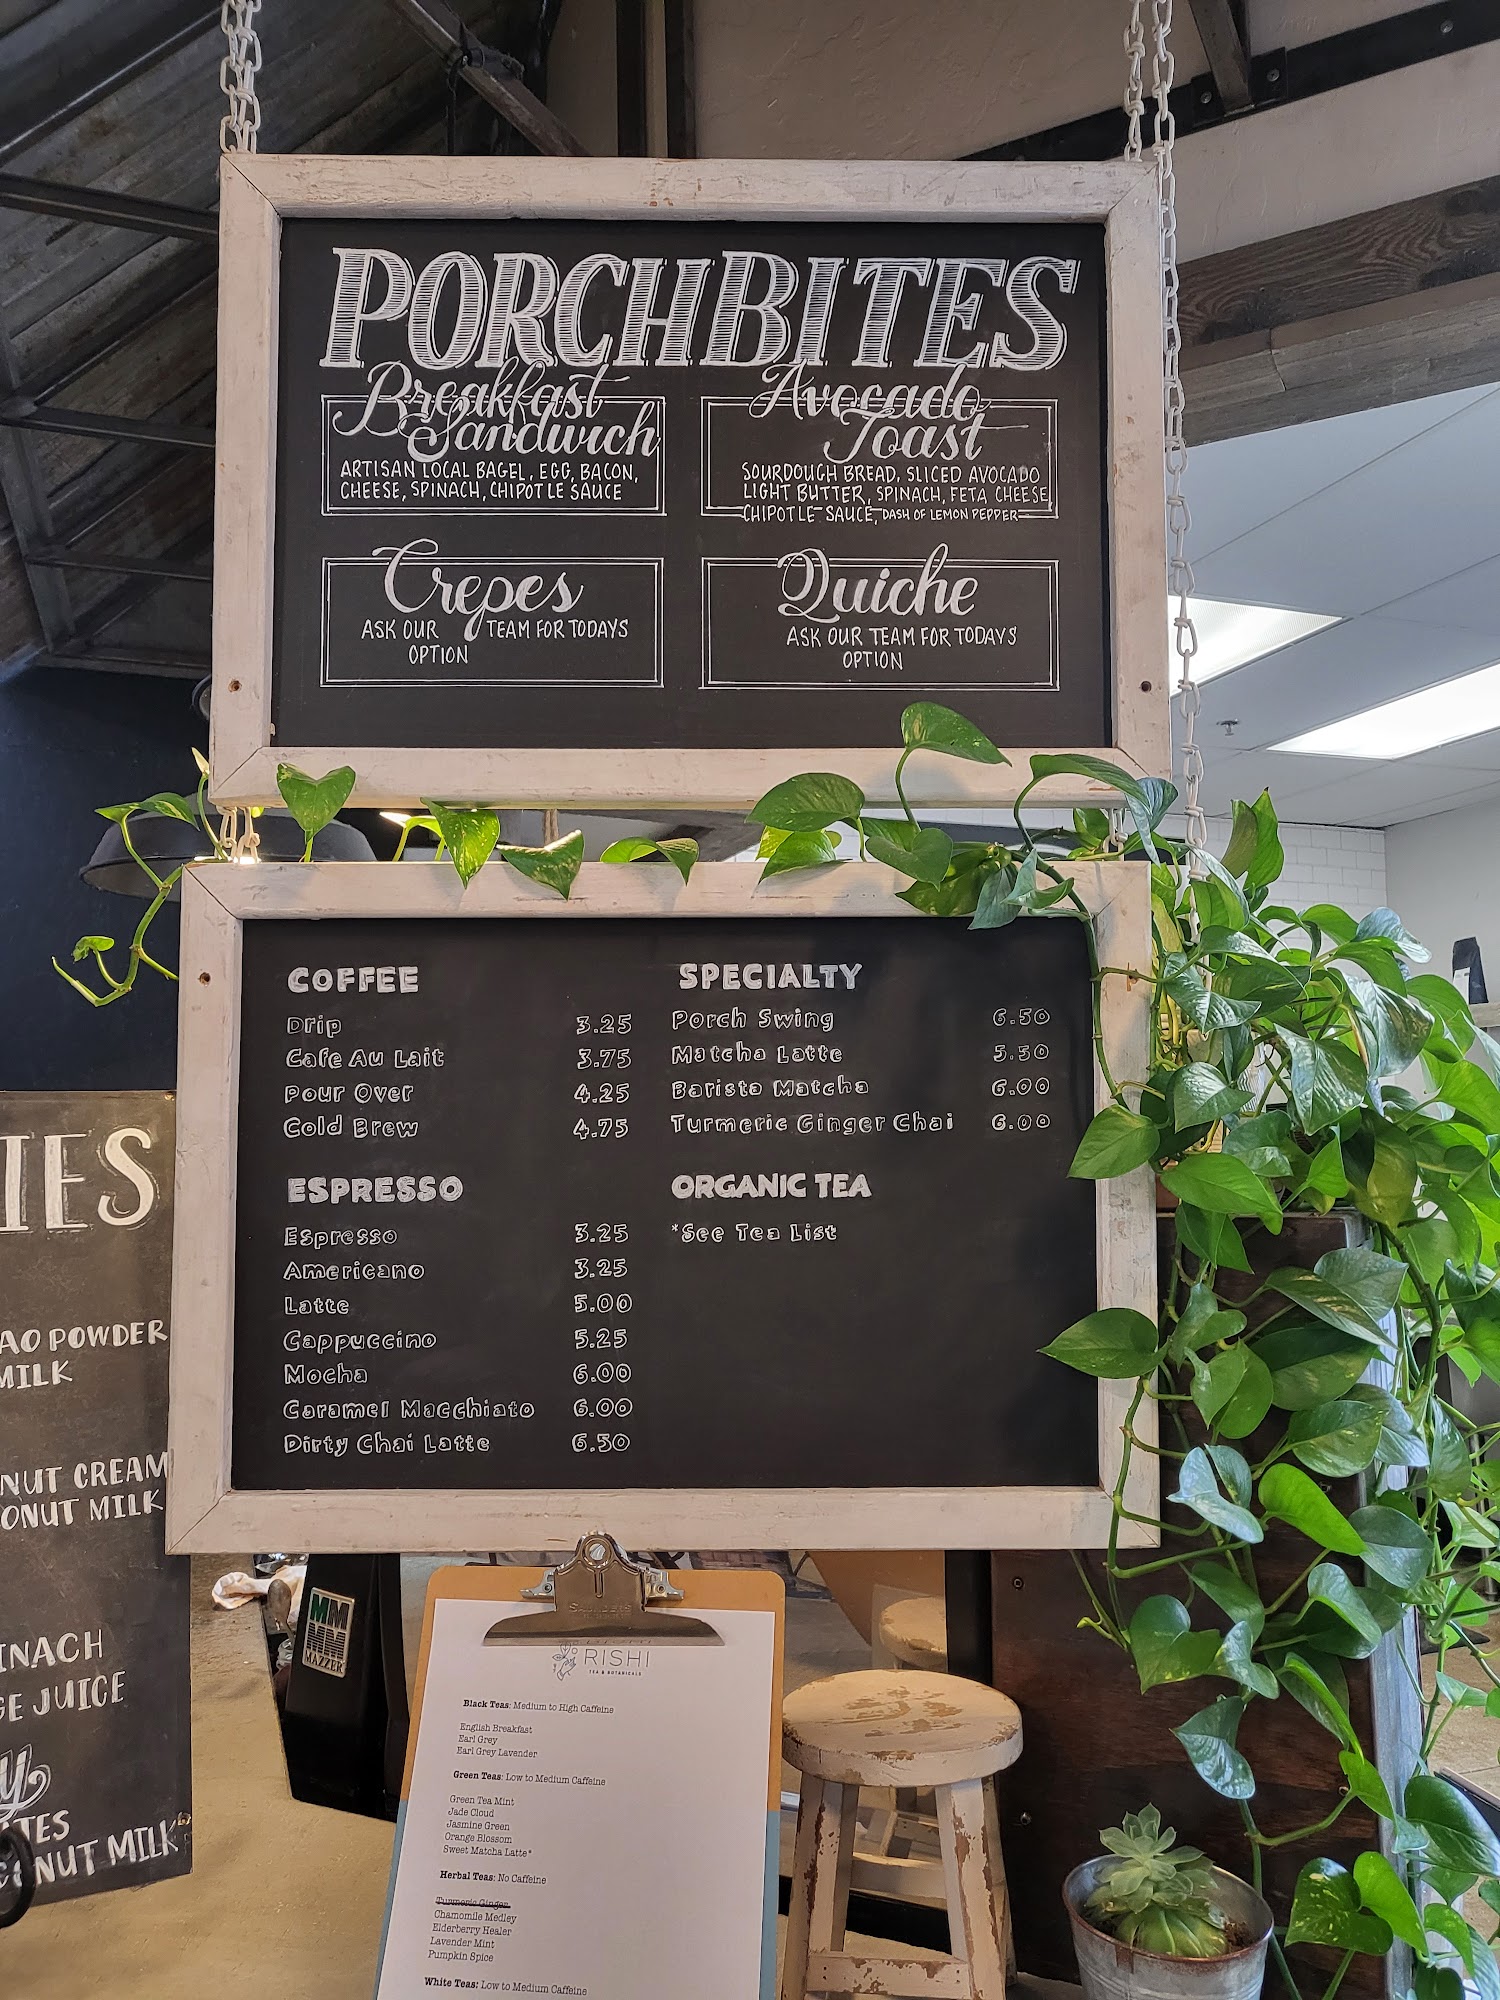 PORCH BITES
Breakfast
Sandwich
ARTISAN LOCAL BAGEL, EGG, BACON,
CHEESE, SPINACH, CHIPOTLE SAUCE
Avocado
Toast
SOURDOUGH BREAD, SLICED AVOCADO
LIGHT BUTTER, SPINACH, FETA CHEESE,
CHIPOTLE SAUCE, DASH OF LEMON PEPPER
Crepes
ASK OUR TEAM FOR TODAYS
OPTION
Quiche
ASK OUR TEAM FOR TODAYS
OPTION
COFFEE
Drip 3.25
Cafe Au Lait 3.75
Pour Over 4.25
Cold Brew 4.75
ESPRESSO
Espresso 3.25
Americano 3.25
Latte 5.00
Cappuccino 5.25
Mocha 6.00
Caramel Macchiato 6.00
Dirty Chai Latte 6.50
SPECIALTY
Porch Swing 6.50
Matcha Latte 5.50
Barista Matcha 6.00
Turmeric Ginger Chai 6.00
ORGANIC TEA
*See Tea List
IES
AO POWDER
MILK
NUT CREAM
ONUT MILK
INACH
GE JUICE
y
TES
CONUT MILK
MAZZER
RISHI
TEA & BOTANICALS
Black Teas: Medium to High Caffeine
English Breakfast
Earl Grey
Earl Grey Lavender
Green Teas: Low to Medium Caffeine
Green Tea Mint
Jade Cloud
Jasmine Green
Orange Blossom
Sweet Matcha Latte*
Herbal Teas: No Caffeine
Turmeric Ginger
Chamomile Medley
Elderberry Healer
Lavender Mint
Pumpkin Spice
White Teas: Low to Medium Caffeine